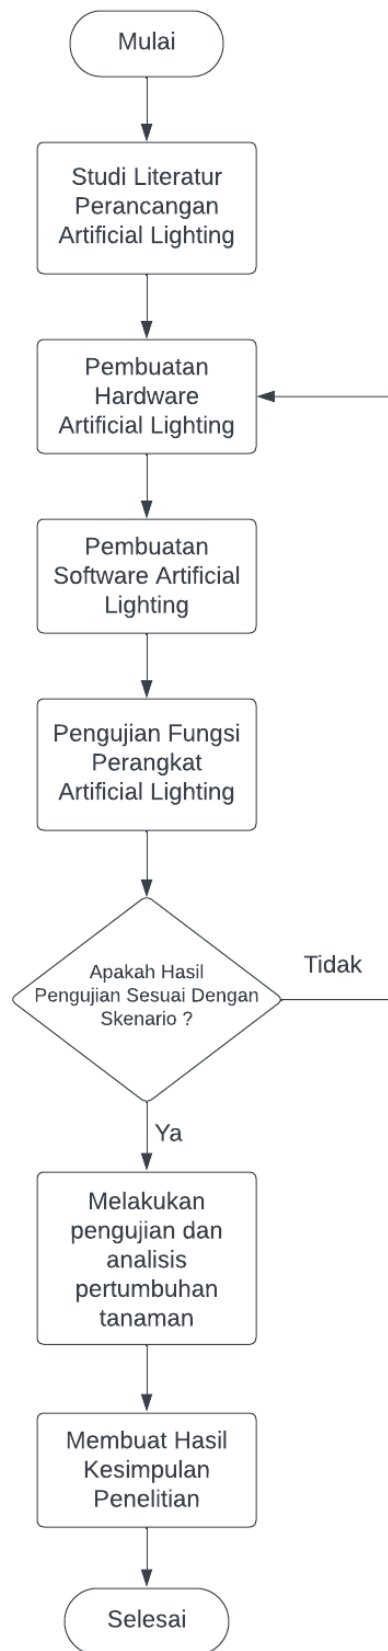 Mulai
Studi Literatur
Perancangan
Artificial Lighting
Pembuatan
Hardware
Artificial Lighting
Pembuatan
Software Artificial
Lighting
Pengujian Fungsi
Perangkat
Artificial Lighting
Apakah Hasil
Pengujian Sesuai Dengan
Skenario ?
Tidak
Ya
Melakukan
pengujian dan
analisis
pertumbuhan
tanaman
Membuat Hasil
Kesimpulan
Penelitian
Selesai